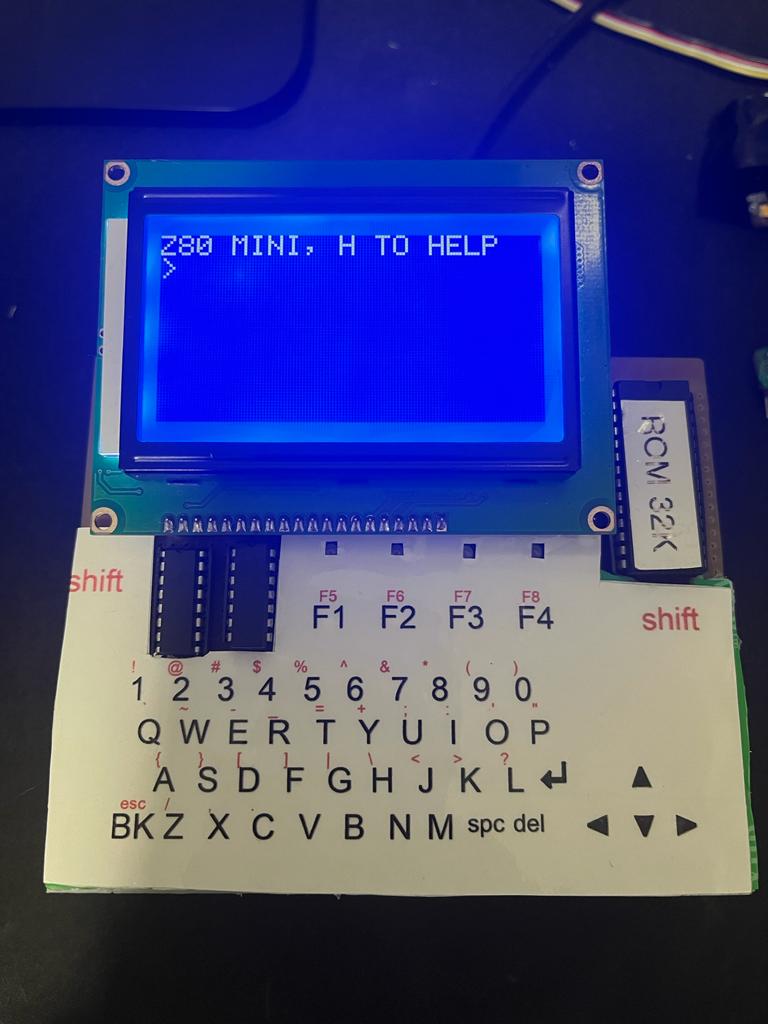 Z80 MINI, H TO HELP
>
ROM 32K
shift
F5 F6 F7 F8
F1 F2 F3 F4
shift
! @ # $ % ^ & * ( )
1 2 3 4 5 6 7 8 9 0
~ - _ = + ; : '
Q W E R T Y U I O P
{ } [ ] | \ < > ?
A S D F G H J K L ↵
▲
esc /
BK Z X C V B N M spc del
◀ ▼ ▶